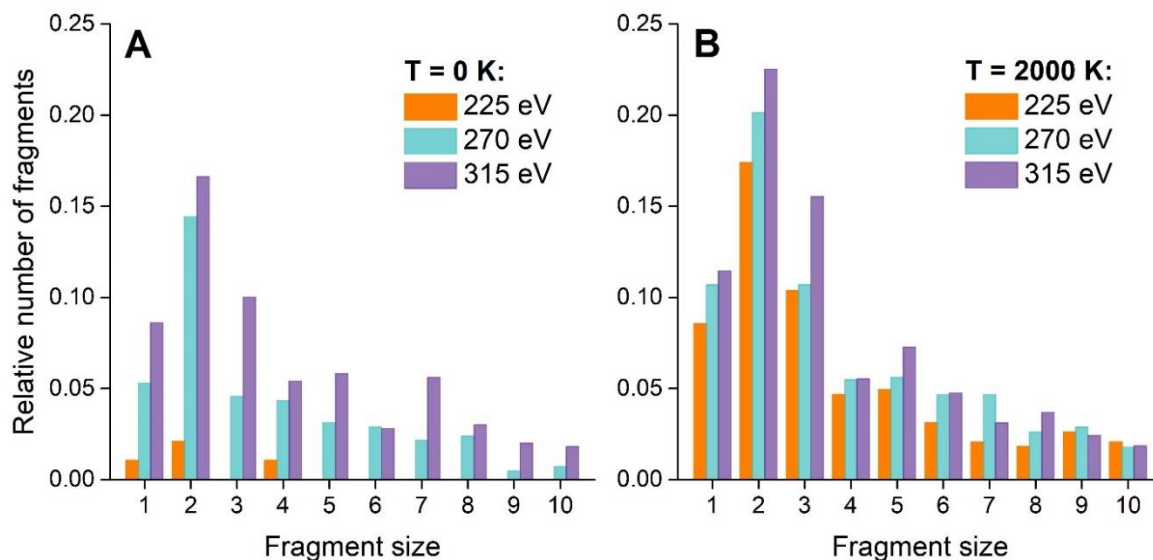 A
T = 0 K:
225 eV
270 eV
315 eV
Relative number of fragments
0.25
0.20
0.15
0.10
0.05
0.00
1 2 3 4 5 6 7 8 9 10
Fragment size
B
T = 2000 K:
225 eV
270 eV
315 eV
0.25
0.20
0.15
0.10
0.05
0.00
1 2 3 4 5 6 7 8 9 10
Fragment size